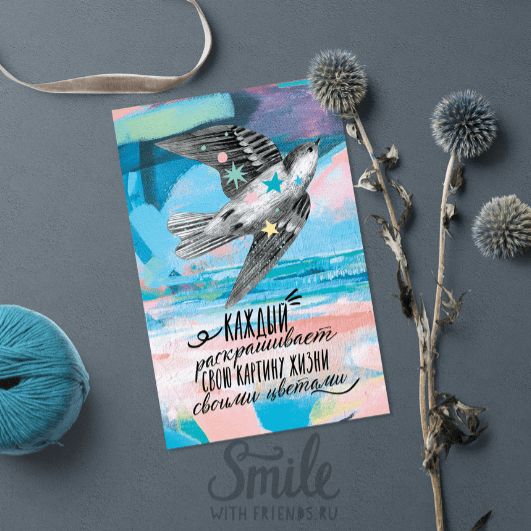 Каждый
раскрашивает
свою картину жизни
своими цветами
Smile
WITH FRIENDS.RU